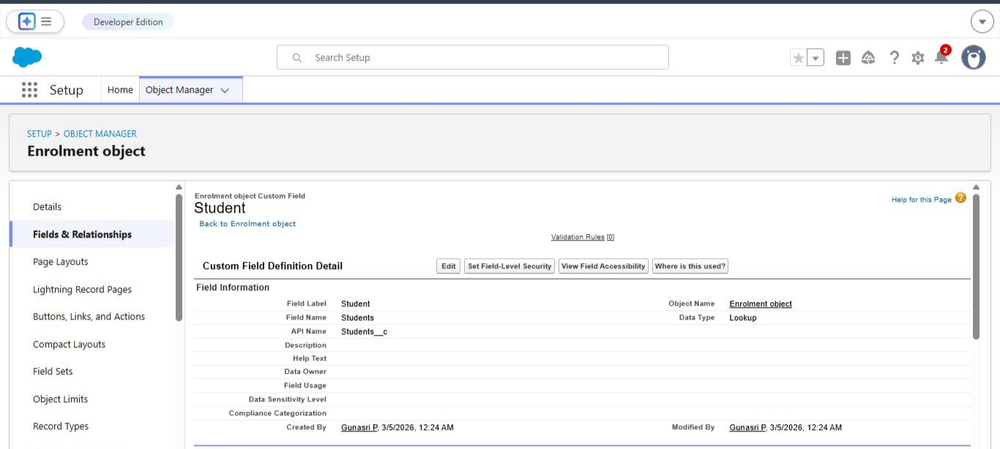 Developer Edition
Search Setup
2
Setup
Home
Object Manager
SETUP > OBJECT MANAGER
Enrolment object
Details
Fields & Relationships
Page Layouts
Lightning Record Pages
Buttons, Links, and Actions
Compact Layouts
Field Sets
Object Limits
Record Types
Enrolment object Custom Field
Student
Help for this Page ?
Back to Enrolment object
Validation Rules [0]
Custom Field Definition Detail
Edit
Set Field-Level Security
View Field Accessibility
Where is this used?
Field Information
Field Label Student Object Name Enrolment object
Field Name Students Data Type Lookup
API Name Students__c
Description
Help Text
Data Owner
Field Usage
Data Sensitivity Level
Compliance Categorization
Created By Gunasri P, 3/5/2026, 12:24 AM Modified By Gunasri P, 3/5/2026, 12:24 AM